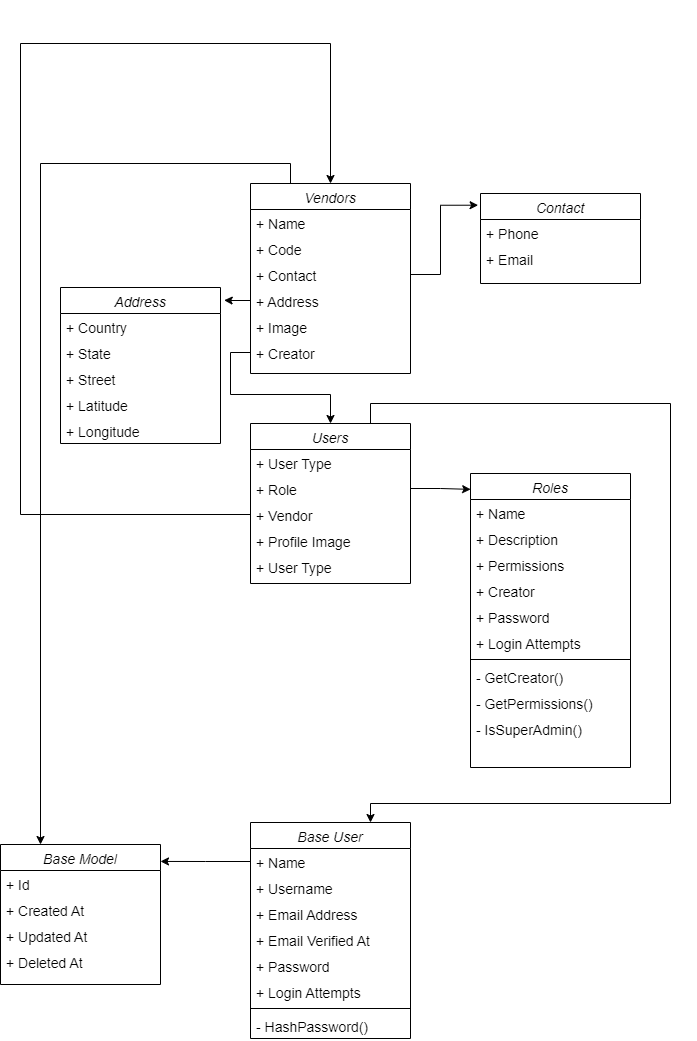 Vendors
+ Name
+ Code
+ Contact
+ Address
+ Image
+ Creator
Contact
+ Phone
+ Email
Address
+ Country
+ State
+ Street
+ Latitude
+ Longitude
Users
+ User Type
+ Role
+ Vendor
+ Profile Image
+ User Type
Roles
+ Name
+ Description
+ Permissions
+ Creator
+ Password
+ Login Attempts
- GetCreator()
- GetPermissions()
- IsSuperAdmin()
Base Model
+ Id
+ Created At
+ Updated At
+ Deleted At
Base User
+ Name
+ Username
+ Email Address
+ Email Verified At
+ Password
+ Login Attempts
- HashPassword()